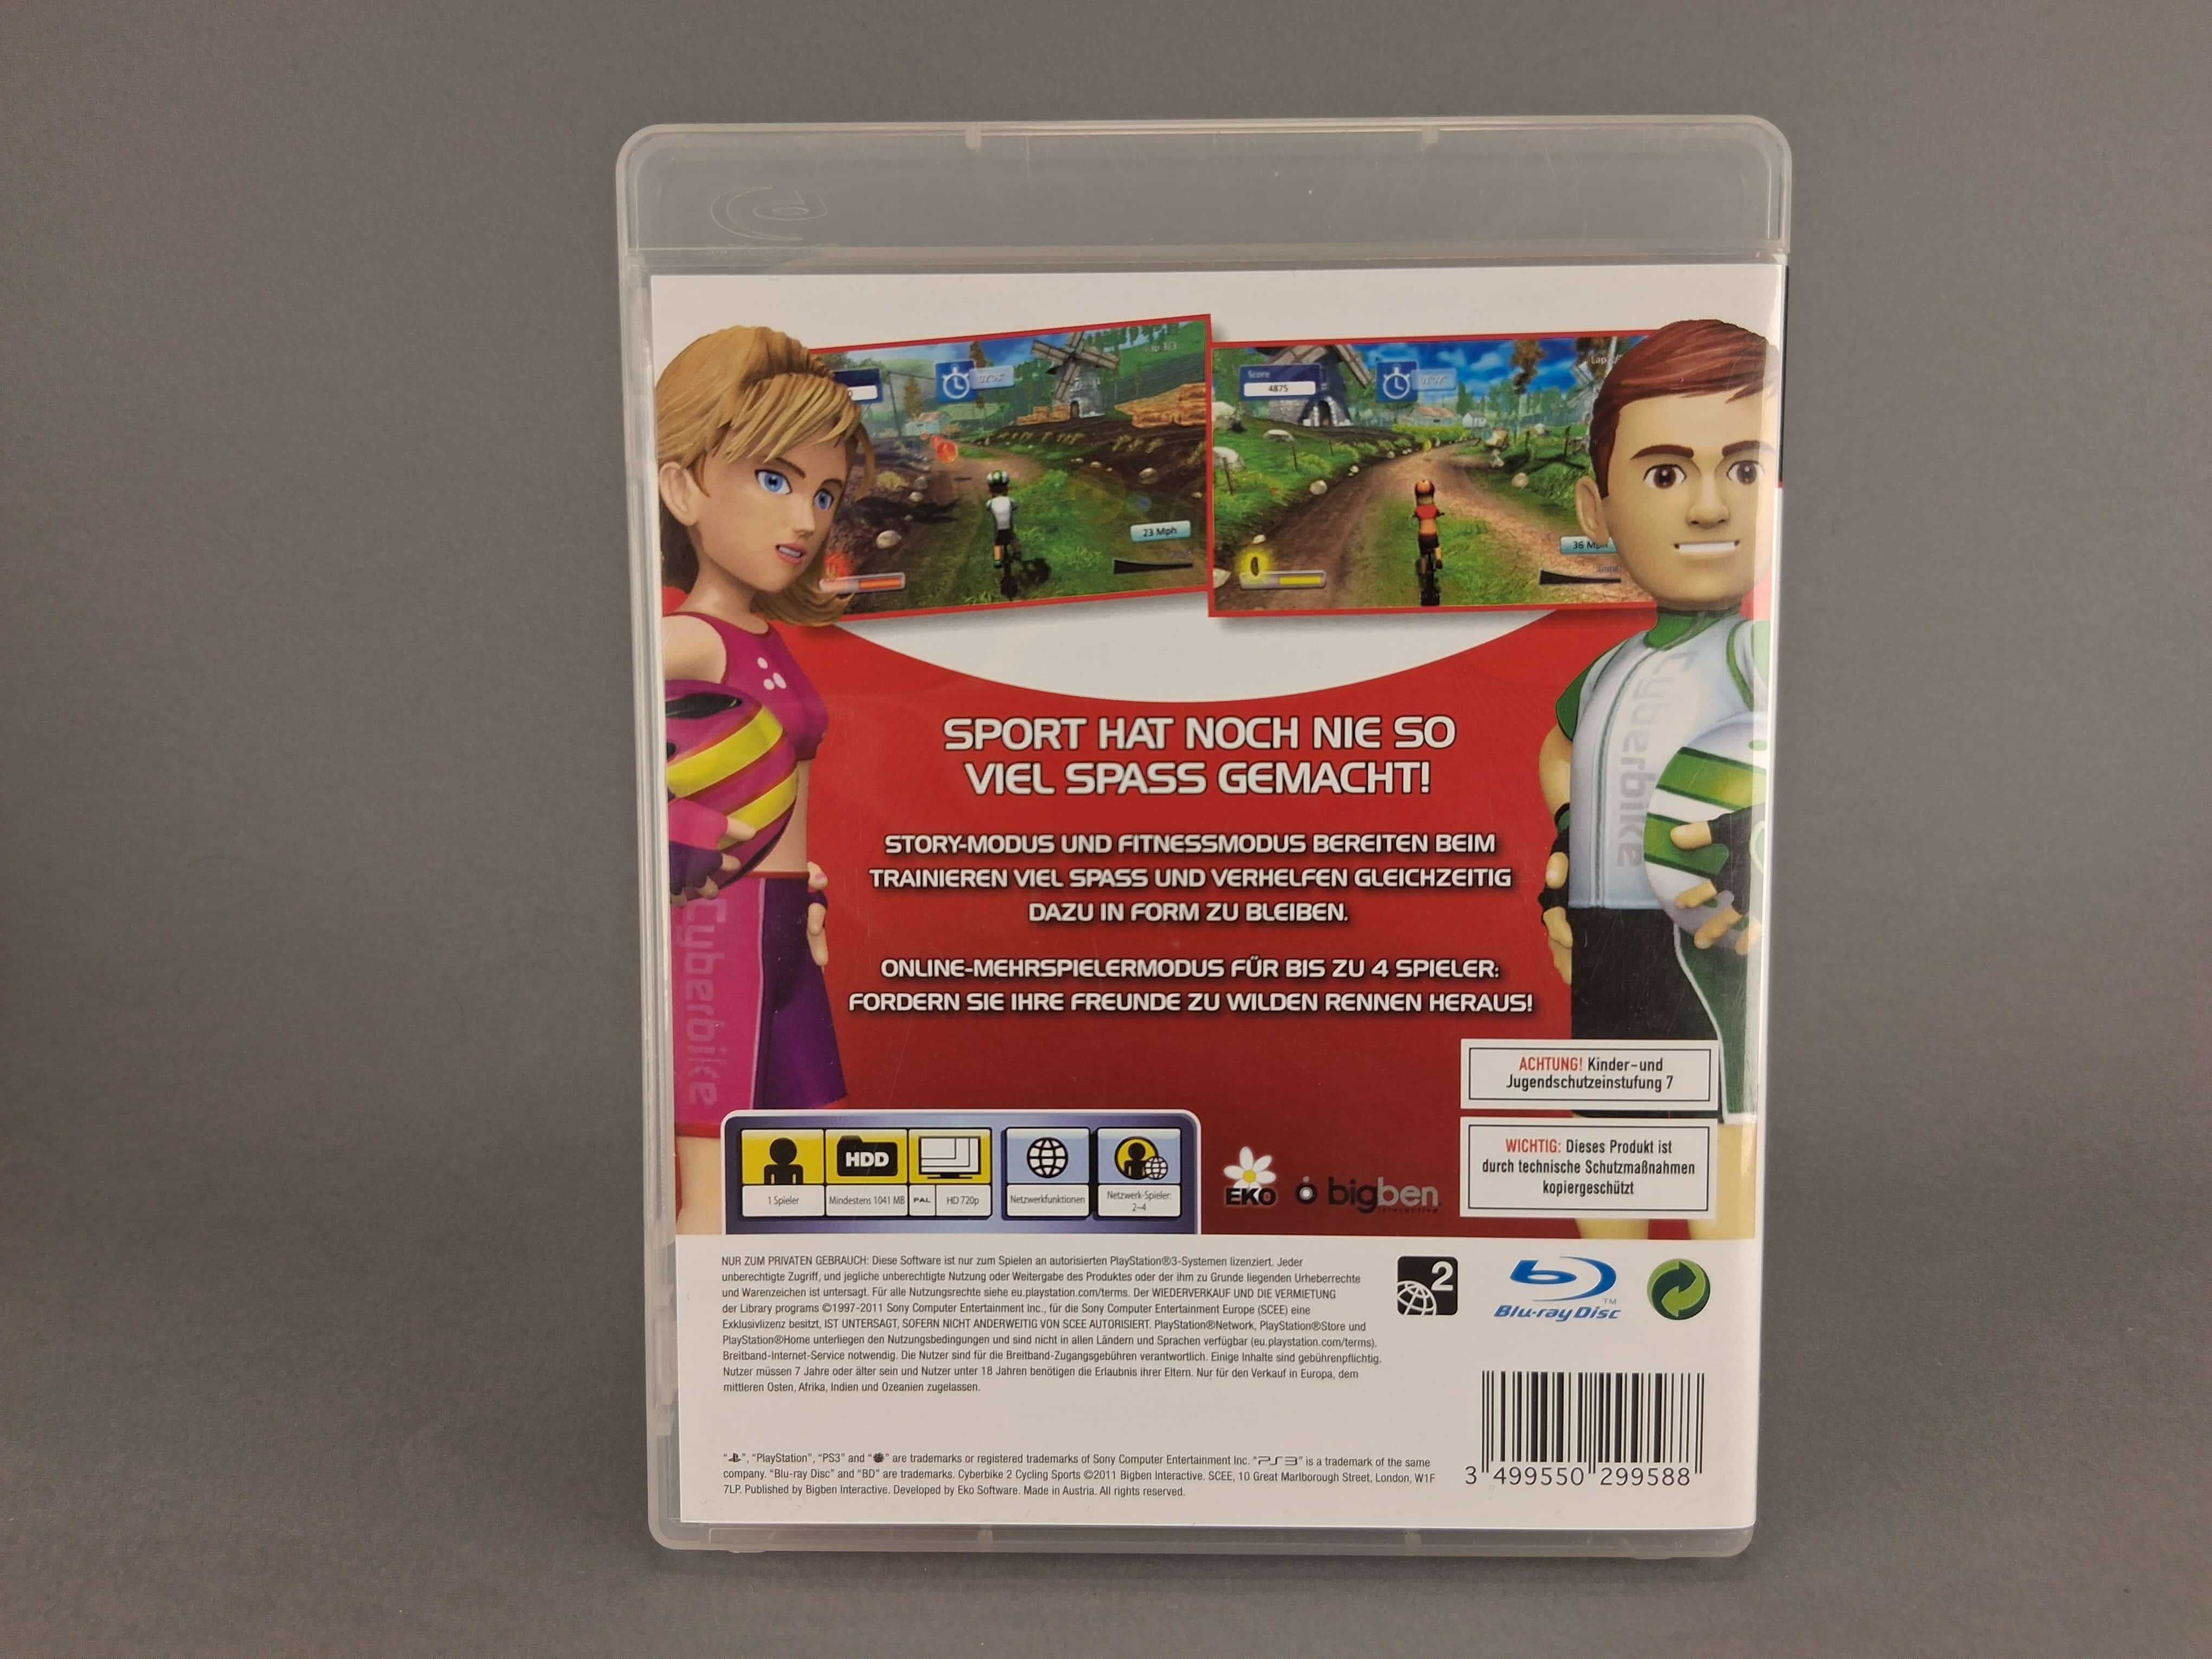 Lap 3/3
Score
4875
Lap
23 Mph
36 Mph
SPORT HAT NOCH NIE SO
VIEL SPASS GEMACHT!
STORY-MODUS UND FITNESSMODUS BEREITEN BEIM
TRAINIEREN VIEL SPASS UND VERHELFEN GLEICHZEITIG
DAZU IN FORM ZU BLEIBEN.
ONLINE-MEHRSPIELERMODUS FÜR BIS ZU 4 SPIELER:
FORDERN SIE IHRE FREUNDE ZU WILDEN RENNEN HERAUS!
Cyberbike
Cyberbike
ACHTUNG! Kinder-und
Jugendschutzeinstufung 7
WICHTIG: Dieses Produkt ist
durch technische Schutzmaßnahmen
kopiergeschützt
HDD
1 Spieler
Mindestens 1041 MB
PAL
HD 720p
Netzwerkfunktionen
Netzwerk-Spieler:
2-4
EKO
bigben
interactive
NUR ZUM PRIVATEN GEBRAUCH: Diese Software ist nur zum Spielen an autorisierten PlayStation®3-Systemen lizenziert. Jeder
unberechtigte Zugriff, und jegliche unberechtigte Nutzung oder Weitergabe des Produktes oder der ihm zu Grunde liegenden Urheberrechte
und Warenzeichen ist untersagt. Für alle Nutzungsrechte siehe eu.playstation.com/terms. Der WIEDERVERKAUF UND DIE VERMIETUNG
der Library programs ©1997-2011 Sony Computer Entertainment Inc., für die Sony Computer Entertainment Europe (SCEE) eine
Exklusivlizenz besitzt, IST UNTERSAGT, SOFERN NICHT ANDERWEITIG VON SCEE AUTORISIERT. PlayStation®Network, PlayStation®Store und
PlayStation®Home unterliegen den Nutzungsbedingungen und sind nicht in allen Ländern und Sprachen verfügbar (eu.playstation.com/terms).
Breitband-Internet-Service notwendig. Die Nutzer sind für die Breitband-Zugangsgebühren verantwortlich. Einige Inhalte sind gebührenpflichtig.
Nutzer müssen 7 Jahre oder älter sein und Nutzer unter 18 Jahren benötigen die Erlaubnis ihrer Eltern. Nur für den Verkauf in Europa, dem
mittleren Osten, Afrika, Indien und Ozeanien zugelassen.
2
Blu-ray Disc
TM
"", "PlayStation", "PS3" and "" are trademarks or registered trademarks of Sony Computer Entertainment Inc. "PS3" is a trademark of the same
company. "Blu-ray Disc" and "BD" are trademarks. Cyberbike 2 Cycling Sports ©2011 Bigben Interactive. SCEE, 10 Great Marlborough Street, London, W1F
7LP. Published by Bigben Interactive. Developed by Eko Software. Made in Austria. All rights reserved.
3 499550 299588